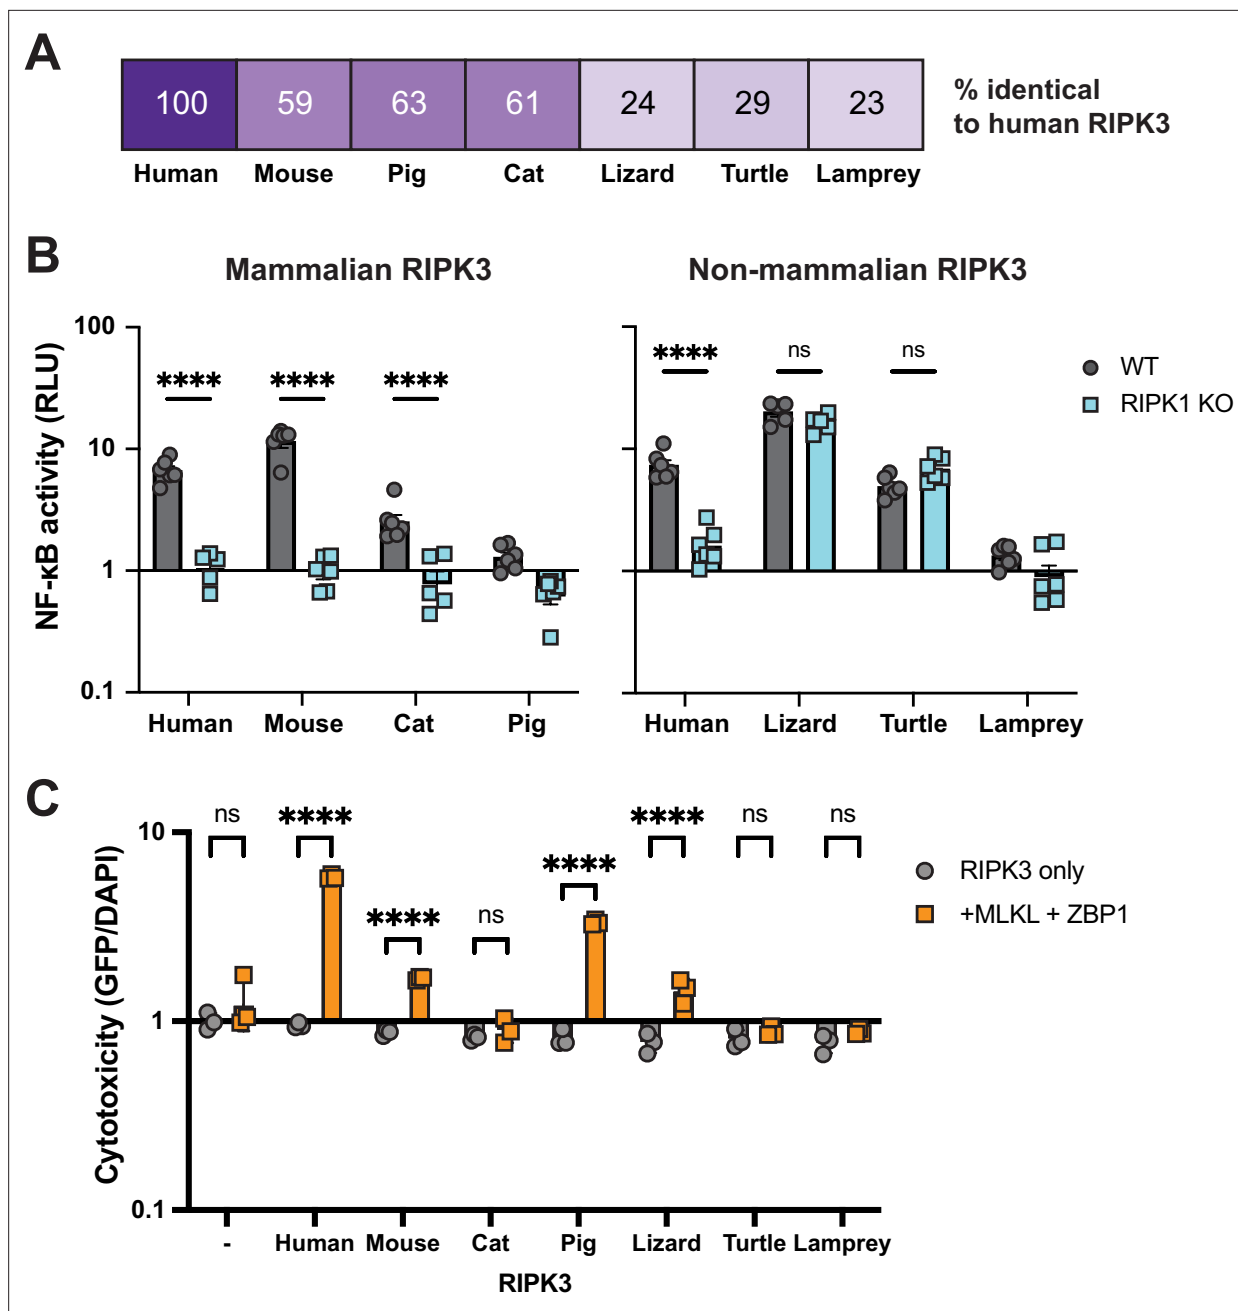 A
100 59 63 61 24 29 23
% identical
to human RIPK3
Human Mouse Pig Cat Lizard Turtle Lamprey
B
Mammalian RIPK3
Non-mammalian RIPK3
NF-κB activity (RLU)
100
10
1
0.1
**** **** ****
**** ns ns
WT
RIPK1 KO
Human Mouse Cat Pig
Human Lizard Turtle Lamprey
C
Cytotoxicity (GFP/DAPI)
10
1
0.1
ns **** **** ns **** **** ns ns
RIPK3 only
+MLKL + ZBP1
- Human Mouse Cat Pig Lizard Turtle Lamprey
RIPK3